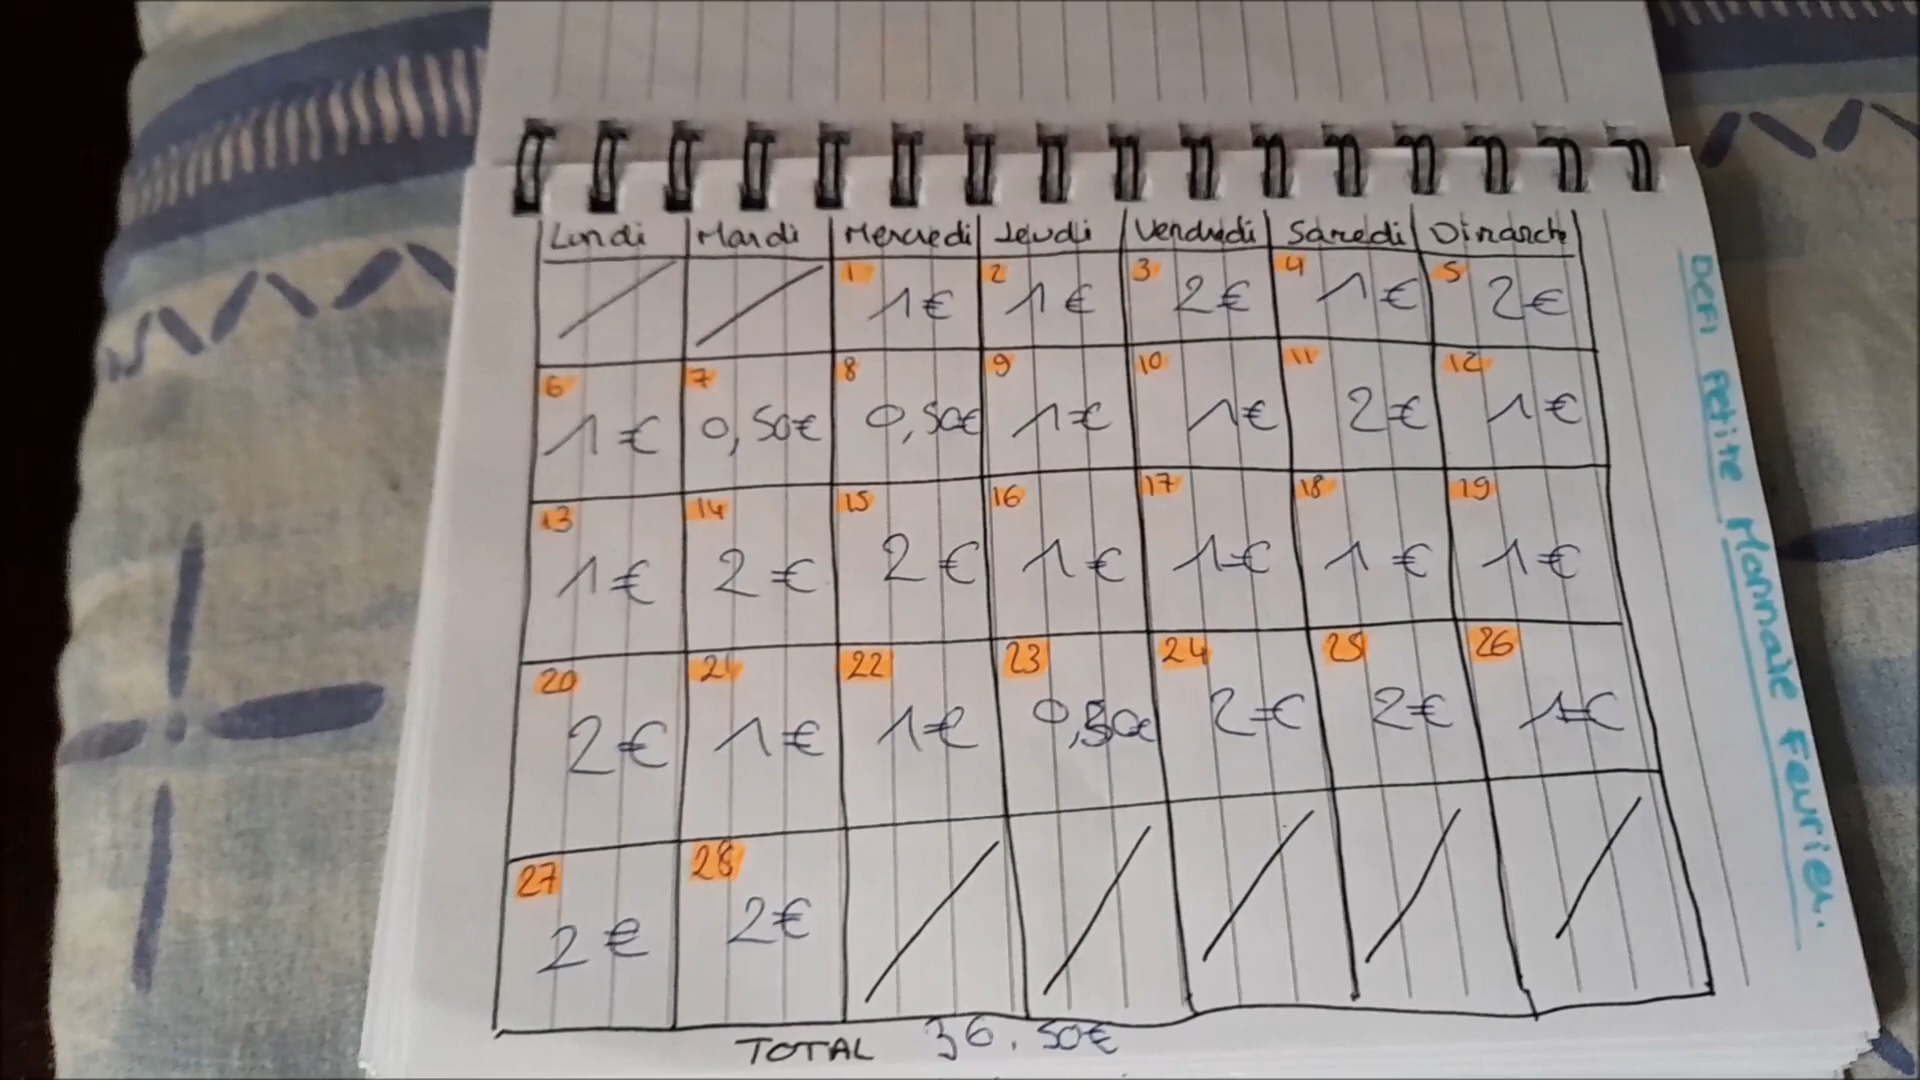 Lundi Mardi Mercredi Jeudi Vendredi Samedi Dimanche
1 2 3 4 5
1€ 1€ 2€ 1€ 2€
6 7 8 9 10 11 12
1€ 0,50€ 0,50€ 1€ 1€ 2€ 1€
13 14 15 16 17 18 19
1€ 2€ 2€ 1€ 1€ 1€ 1€
20 21 22 23 24 25 26
2€ 1€ 1€ 0,50€ 2€ 2€ 1€
27 28
2€ 2€
TOTAL 36.50€
DEFI Petite Monnaie Fevrier.